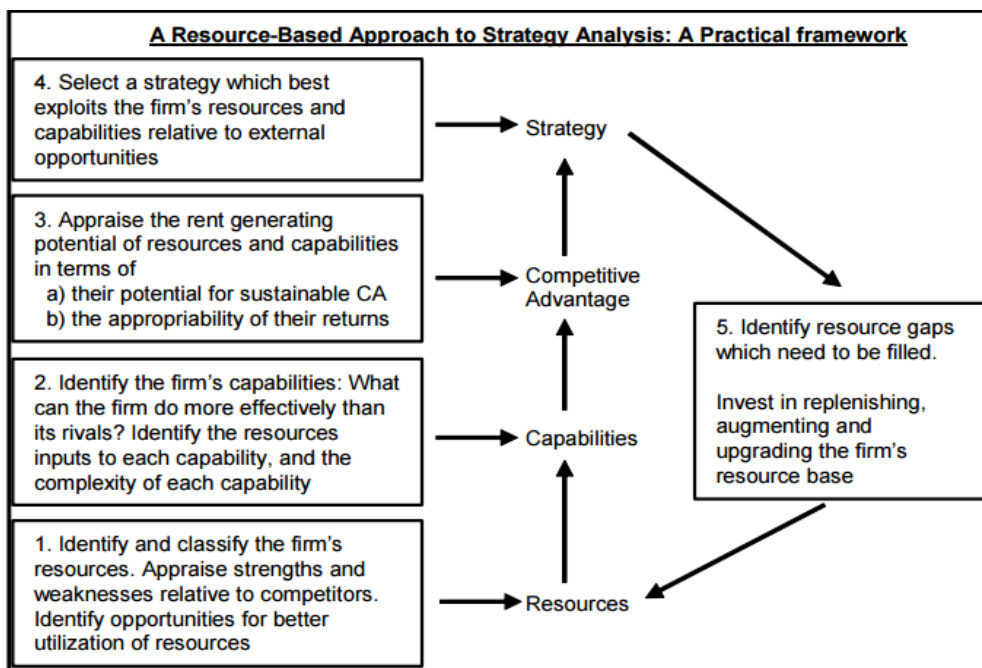 A Resource-Based Approach to Strategy Analysis: A Practical framework
4. Select a strategy which best
exploits the firm's resources and
capabilities relative to external
opportunities
Strategy
3. Appraise the rent generating
potential of resources and capabilities
in terms of
a) their potential for sustainable CA
b) the appropriability of their returns
Competitive
Advantage
5. Identify resource gaps
which need to be filled.
Invest in replenishing,
augmenting and
upgrading the firm's
resource base
2. Identify the firm's capabilities: What
can the firm do more effectively than
its rivals? Identify the resources
inputs to each capability, and the
complexity of each capability
Capabilities
1. Identify and classify the firm's
resources. Appraise strengths and
weaknesses relative to competitors.
Identify opportunities for better
utilization of resources
Resources